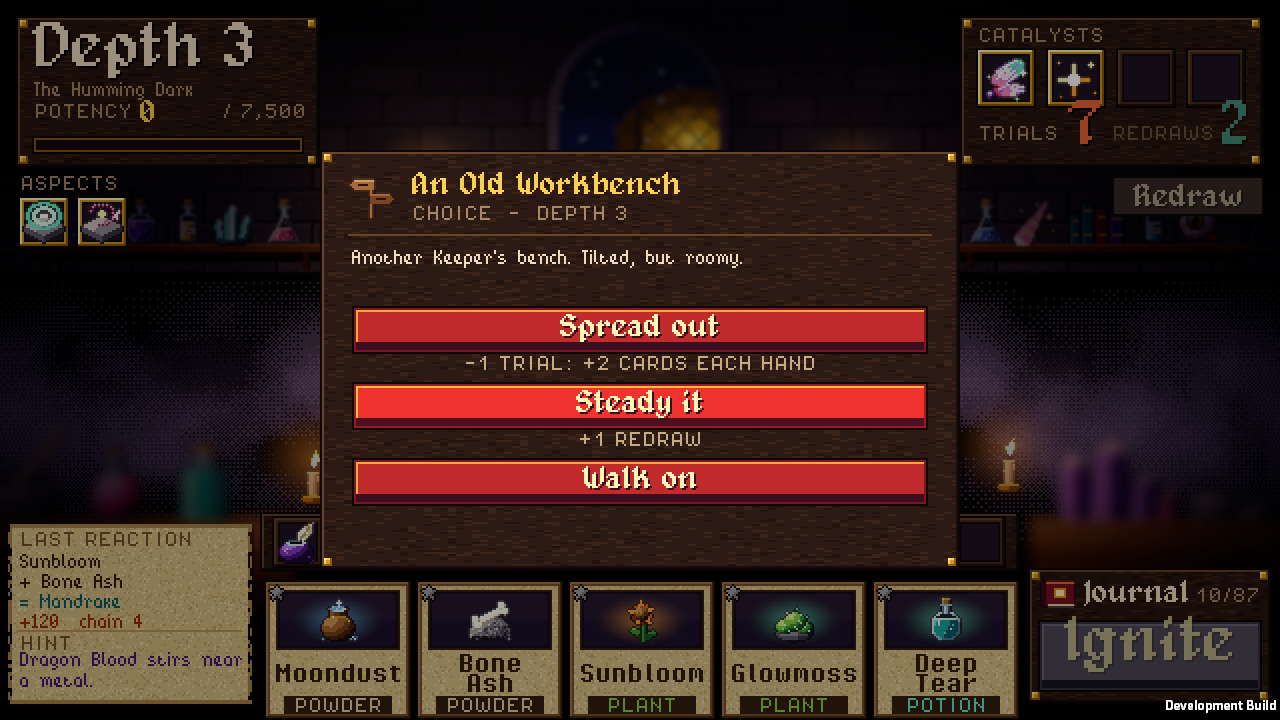 Depth 3
The Humming Dark
POTENCY 0 / 7,500
ASPECTS
CATALYSTS
TRIALS 7 REDRAWS 2
Redraw
An Old Workbench
CHOICE - DEPTH 3
Another Keeper's bench. Tilted, but roomy.
Spread out
-1 TRIAL: +2 CARDS EACH HAND
Steady it
+1 REDRAW
Walk on
LAST REACTION
Sunbloom
+ Bone Ash
= Mandrake
+120 chain 4
HINT
Dragon Blood stirs near
a metal.
Moondust
POWDER
Bone
Ash
POWDER
Sunbloom
PLANT
Glowmoss
PLANT
Deep
Tear
POTION
Journal 10/87
Ignite
Development Build